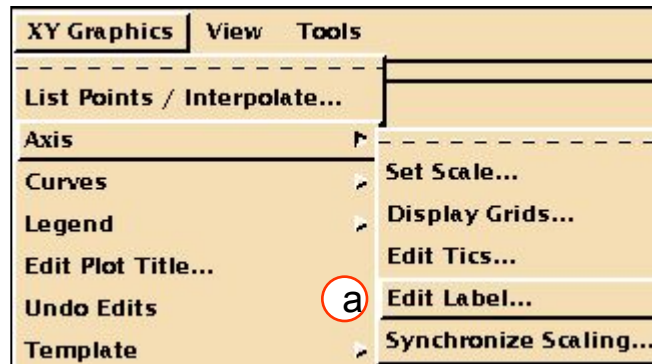 XY Graphics View Tools
List Points / Interpolate...
Axis
Curves
Legend
Edit Plot Title...
Undo Edits
Template
Set Scale...
Display Grids...
Edit Tics...
a Edit Label...
Synchronize Scaling...